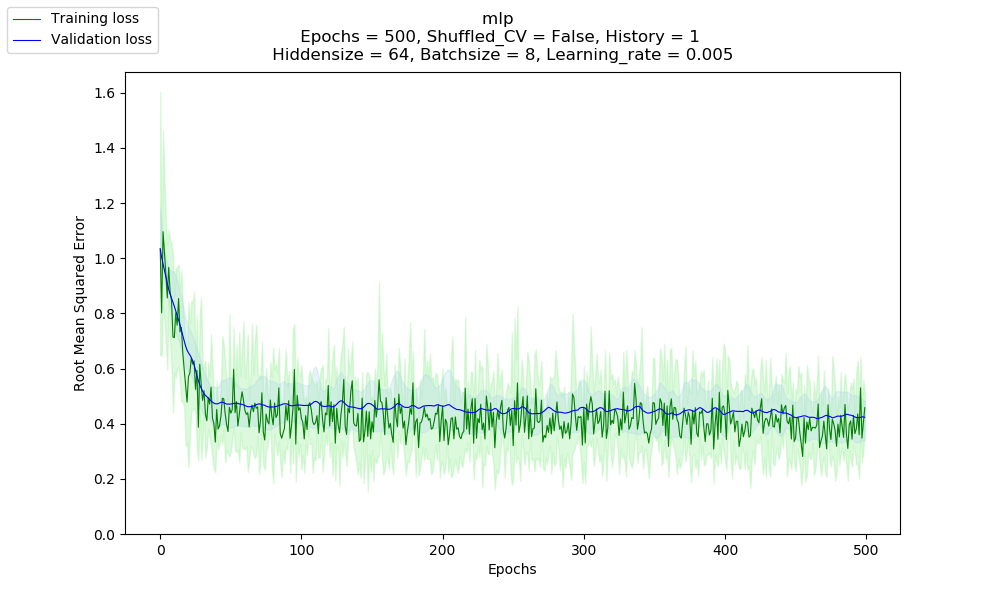 Training loss
Validation loss
mlp
Epochs = 500, Shuffled_CV = False, History = 1
Hiddensize = 64, Batchsize = 8, Learning_rate = 0.005
1.6
1.4
1.2
1.0
0.8
0.6
0.4
0.2
0.0
Root Mean Squared Error
0 100 200 300 400 500
Epochs